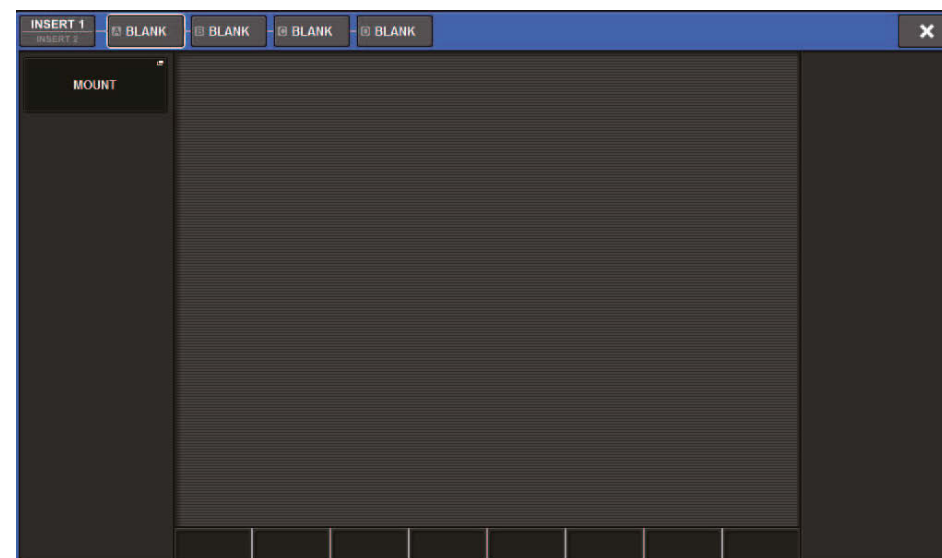 INSERT 1
INSERT 2
A BLANK
B BLANK
C BLANK
D BLANK
MOUNT